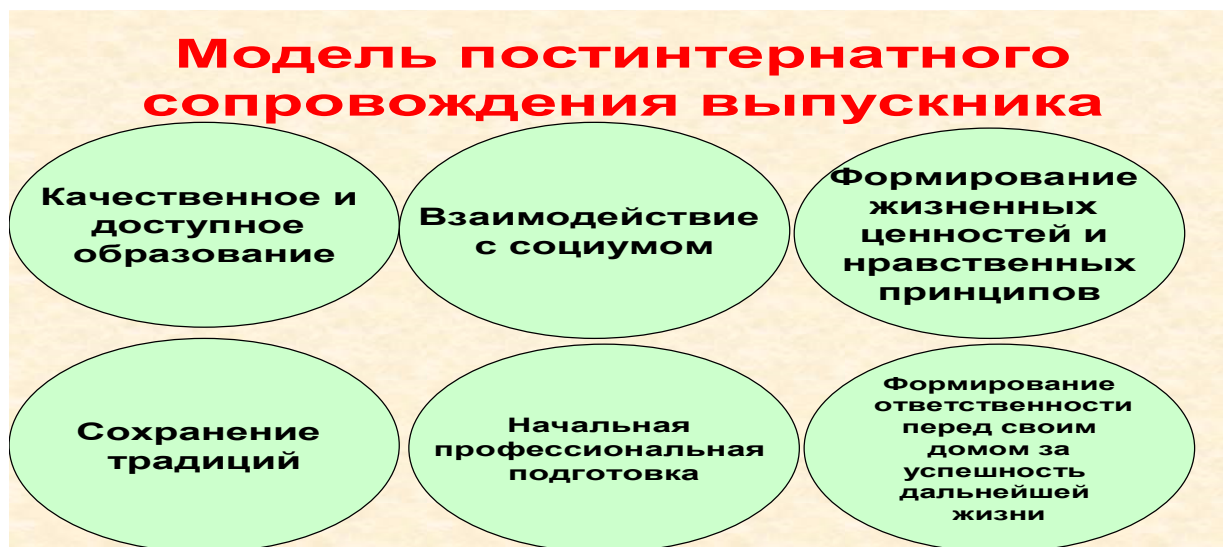 Модель постинтернатного
сопровождения выпускника
Качественное и
доступное
образование
Взаимодействие
с социумом
Формирование
жизненных
ценностей и
нравственных
принципов
Сохранение
традиций
Начальная
профессиональная
подготовка
Формирование
ответственности
перед своим
домом за
успешность
дальнейшей
жизни